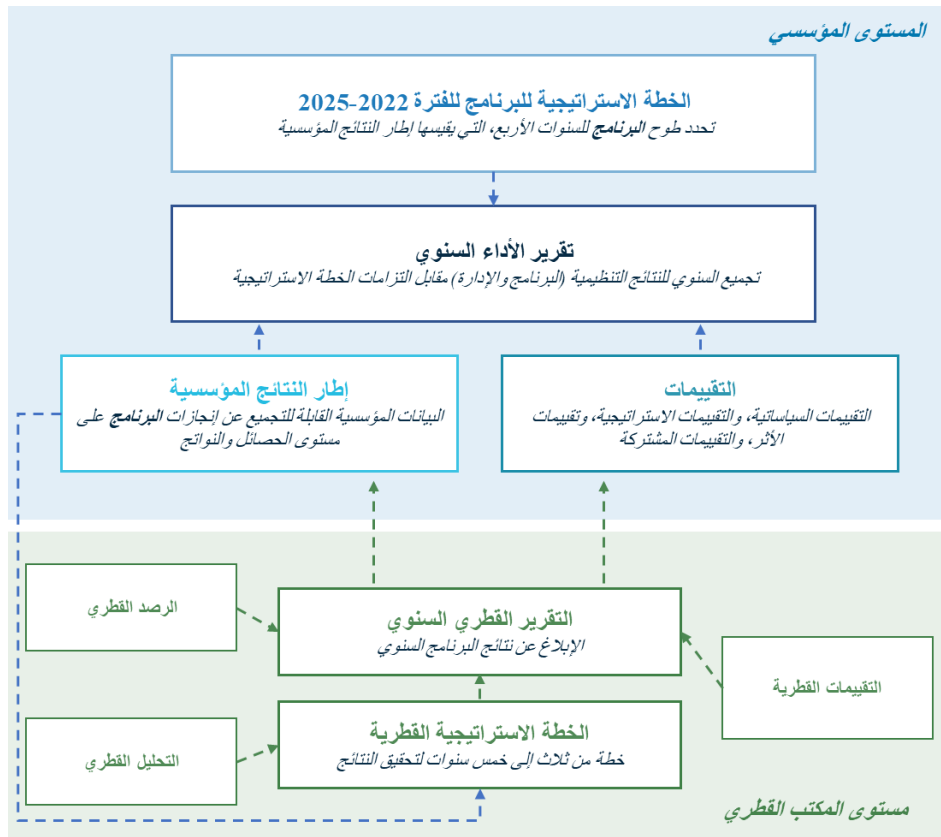 المستوى المؤسسي
الخطة الاستراتيجية للبرنامج للفترة 2022-2025
تحدد طوح البرنامج للسنوات الأربع، التي يقيسها إطار النتائج المؤسسية
تقرير الأداء السنوي
تجميع السنوي للنتائج التنظيمية (البرنامج والإدارة) مقابل التزامات الخطة الاستراتيجية
التقييمات
التقييمات السياساتية، والتقييمات الاستراتيجية، وتقييمات
الأثر، والتقييمات المشتركة
إطار النتائج المؤسسية
البيانات المؤسسية القابلة للتجميع عن إنجازات البرنامج على
مستوى الحصائل والنواتج
الرصد القطري
التقرير القطري السنوي
الإبلاغ عن نتائج البرنامج السنوي
التقييمات القطرية
الخطة الاستراتيجية القطرية
خطة من ثلاث إلى خمس سنوات لتحقيق النتائج
التحليل القطري
مستوى المكتب القطري